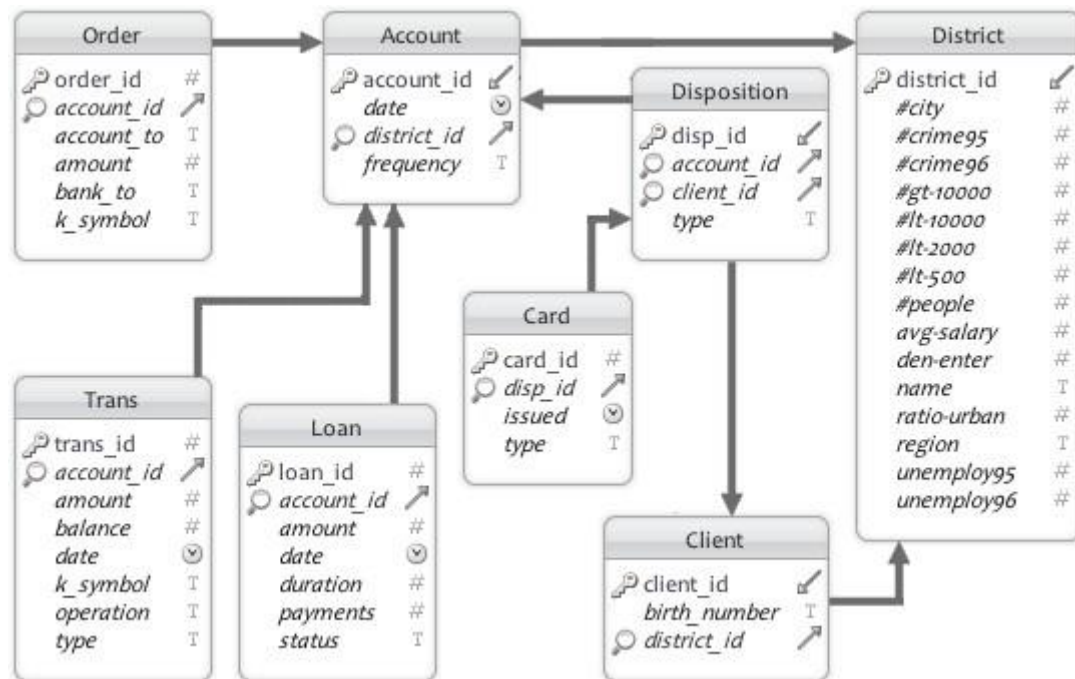 Order
order_id #
account_id
account_to T
amount #
bank_to T
k_symbol T
Account
account_id
date
district_id
frequency T
Disposition
disp_id
account_id
client_id
type T
District
district_id
#city #
#crime95 #
#crime96 #
#gt-10000 #
#lt-10000 #
#lt-2000 #
#lt-500 #
#people #
avg-salary #
den-enter #
name T
ratio-urban #
region T
unemploy95 #
unemploy96 #
Card
card_id #
disp_id
issued
type T
Trans
trans_id #
account_id
amount #
balance #
date
k_symbol T
operation T
type T
Loan
loan_id #
account_id
amount #
date
duration #
payments #
status T
Client
client_id
birth_number T
district_id